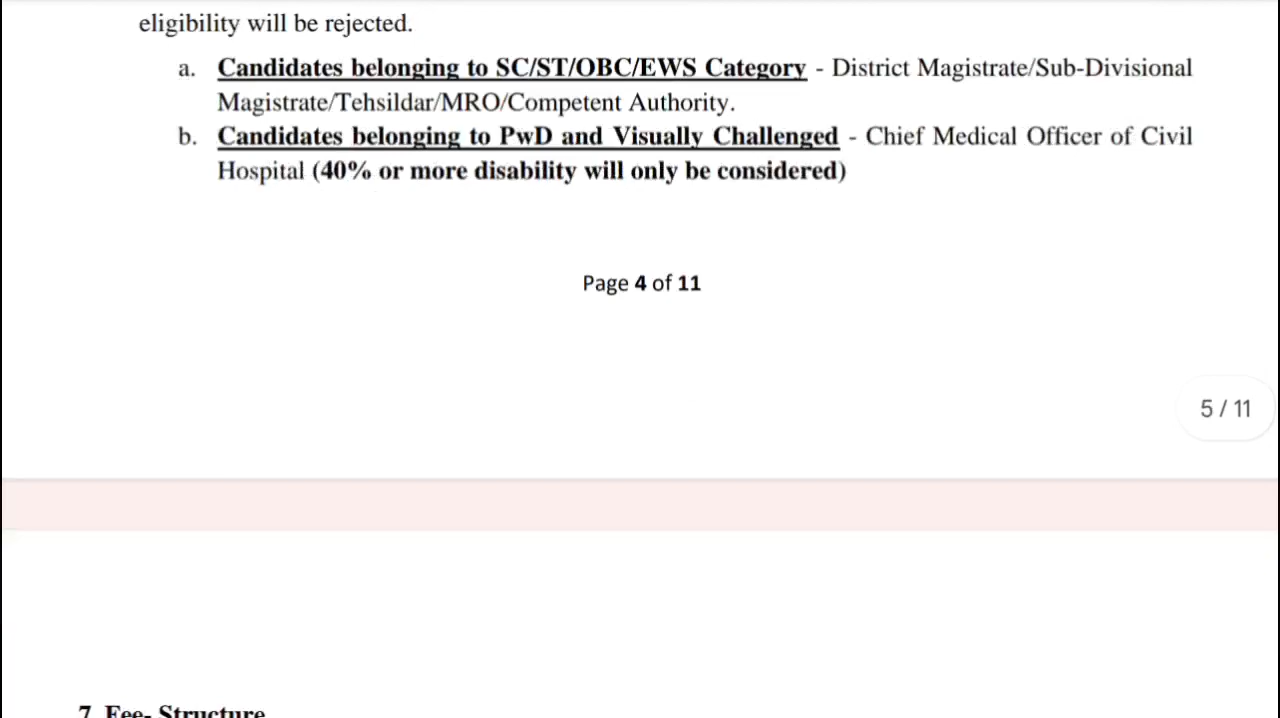 eligibility will be rejected.
a. Candidates belonging to SC/ST/OBC/EWS Category - District Magistrate/Sub-Divisional
Magistrate/Tehsildar/MRO/Competent Authority.
b. Candidates belonging to PwD and Visually Challenged - Chief Medical Officer of Civil
Hospital (40% or more disability will only be considered)
Page 4 of 11
5 / 11
7. Fee- Structure